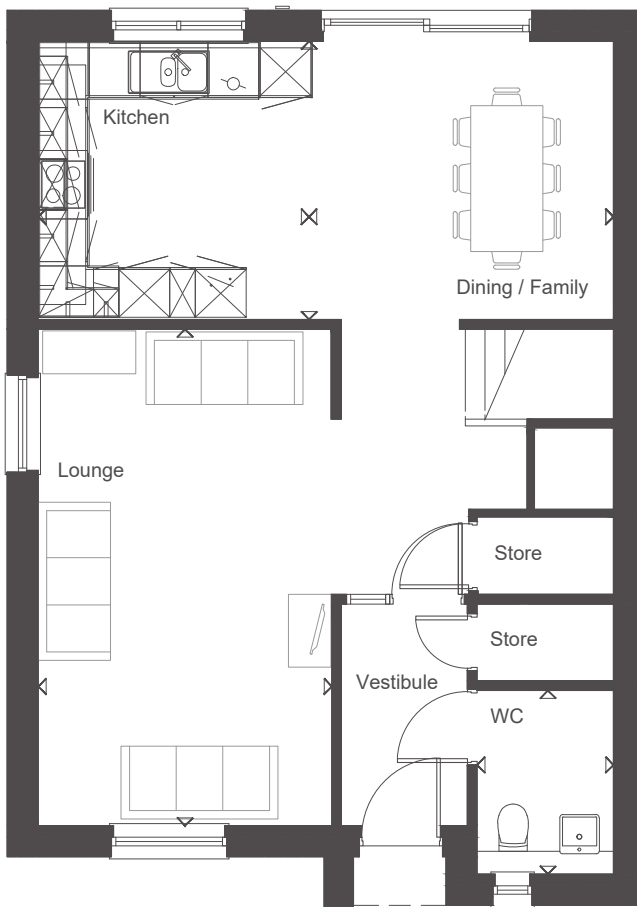 Kitchen
Dining / Family
Lounge
Store
Store
Vestibule
WC